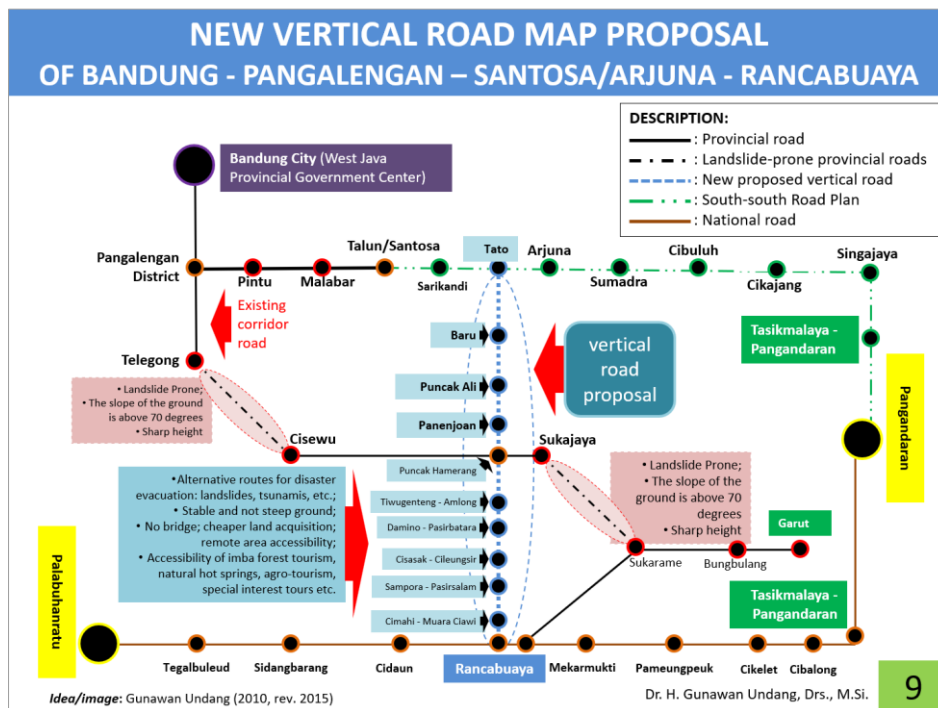 NEW VERTICAL ROAD MAP PROPOSAL
OF BANDUNG - PANGALENGAN – SANTOSA/ARJUNA - RANCABUAYA
DESCRIPTION:
: Provincial road
: Landslide-prone provincial roads
: New proposed vertical road
: South-south Road Plan
: National road
Bandung City (West Java
Provincial Government Center)
Pangalengan
District
Pintu
Malabar
Talun/Santosa
Sarikandi
Tato
Arjuna
Sumadra
Cibuluh
Cikajang
Singajaya
Existing
corridor
road
Baru
vertical
road
proposal
Tasikmalaya -
Pangandaran
Telegong
Puncak Ali
Pangandaran
• Landslide Prone;
• The slope of the ground
is above 70 degrees
• Sharp height
Panenjoan
Cisewu
Sukajaya
Puncak Hamerang
• Landslide Prone;
• The slope of the
ground is above 70
degrees
• Sharp height
• Alternative routes for disaster
evacuation: landslides, tsunamis, etc.;
• Stable and not steep ground;
• No bridge; cheaper land acquisition;
remote area accessibility;
• Accessibility of imba forest tourism,
natural hot springs, agro-tourism,
special interest tours etc.
Tiwugenteng - Amlong
Damino - Pasirbatara
Cisasak - Cileungsir
Sampora - Pasirsalam
Cimahi - Muara Ciawi
Garut
Sukarame
Bungbulang
Tasikmalaya -
Pangandaran
Palabuhanratu
Tegalbuleud
Sidangbarang
Cidaun
Rancabuaya
Mekarmukti
Pameungpeuk
Cikelet
Cibalong
Idea/image: Gunawan Undang (2010, rev. 2015)
Dr. H. Gunawan Undang, Drs., M.Si.
9